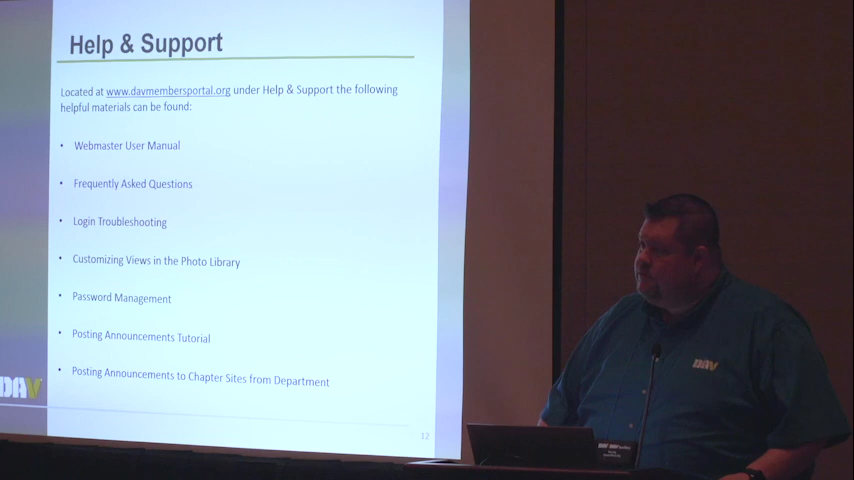 Help & Support
Located at www.davmembersportal.org under Help & Support the following
helpful materials can be found:
• Webmaster User Manual
• Frequently Asked Questions
• Login Troubleshooting
• Customizing Views in the Photo Library
• Password Management
• Posting Announcements Tutorial
• Posting Announcements to Chapter Sites from Department
12
DAV
DAV